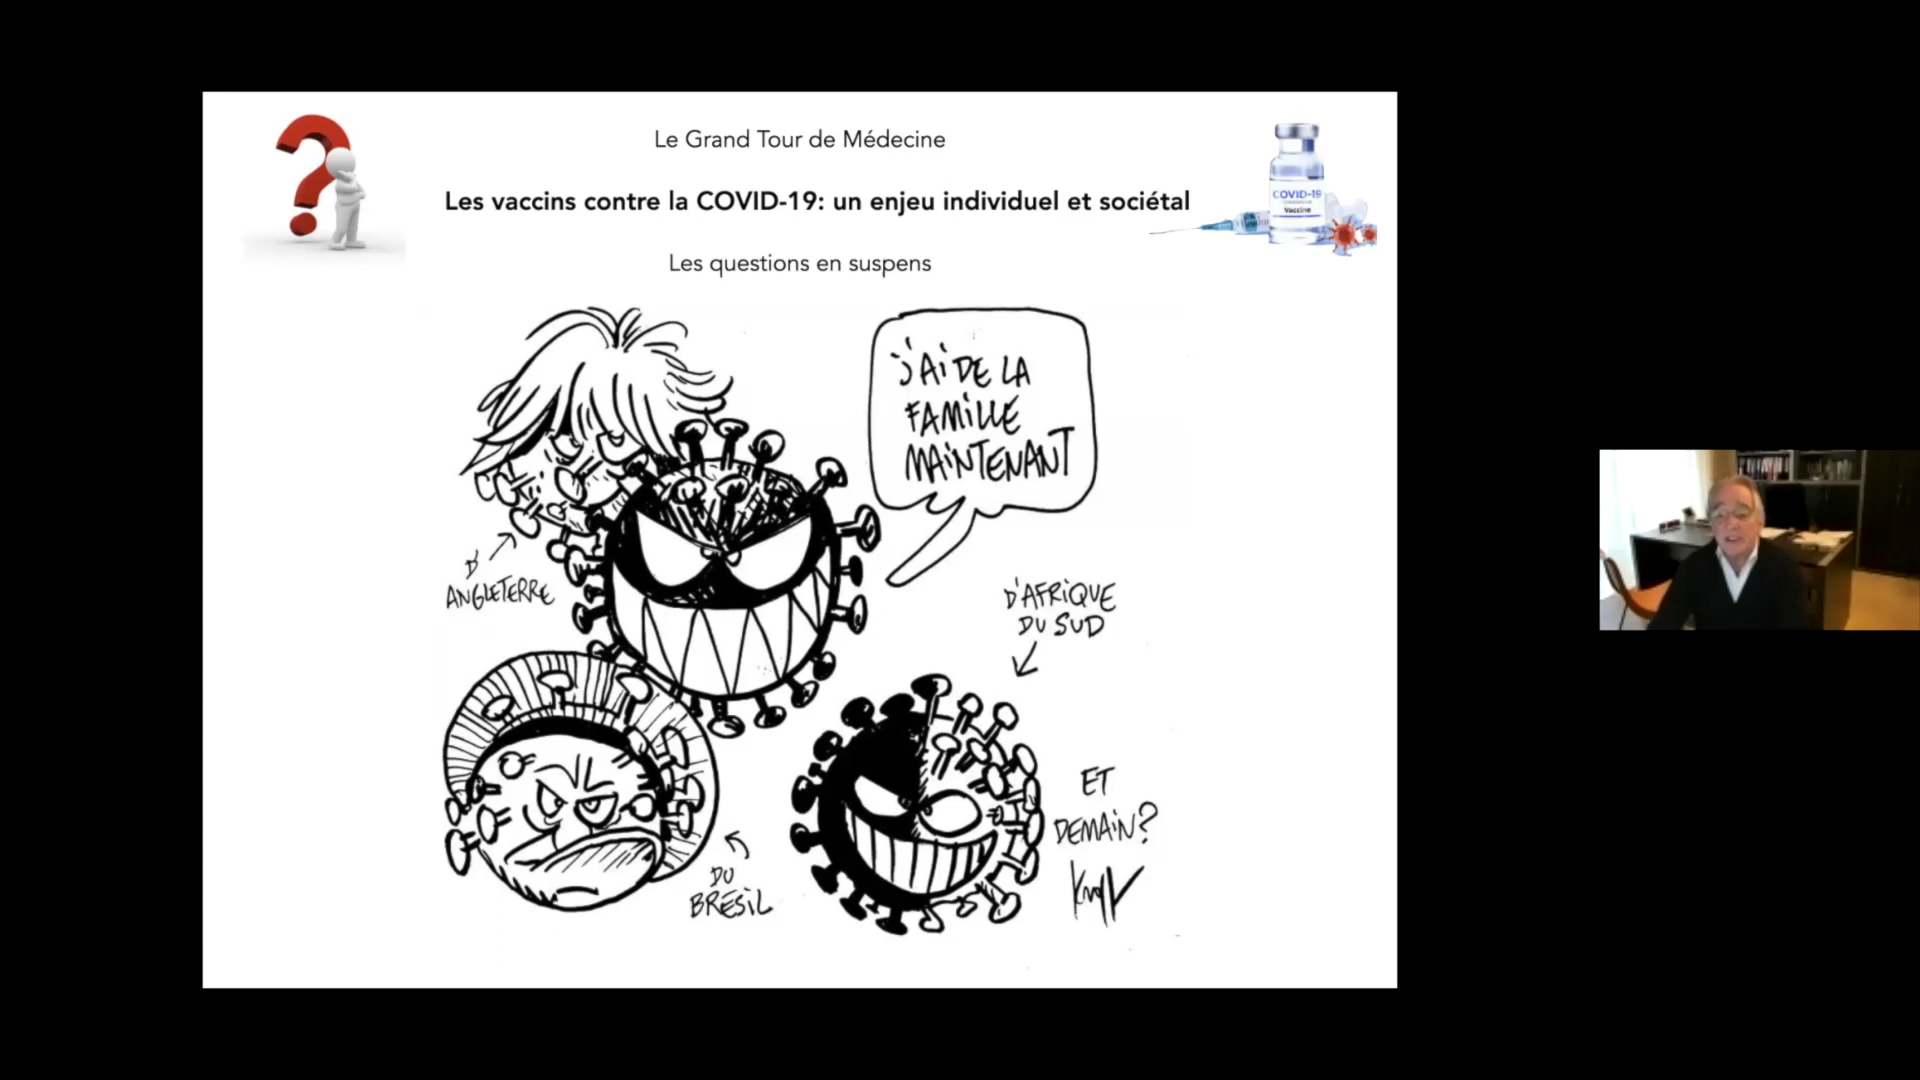 Le Grand Tour de Médecine
Les vaccins contre la COVID-19: un enjeu individuel et sociétal
COVID-19
Vaccine
Les questions en suspens
J'AI DE LA
FAMILLE
MAINTENANT
D'
ANGLETERRE
D'AFRIQUE
DU SUD
DU
BRESIL
ET
DEMAIN?